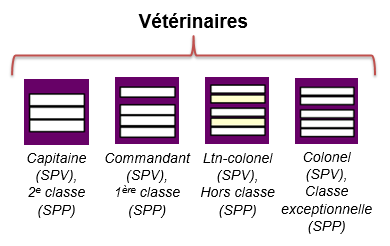 Vétérinaires
Capitaine
(SPV),
2e classe
(SPP)
Commandant
(SPV),
1ère classe
(SPP)
Ltn-colonel
(SPV),
Hors classe
(SPP)
Colonel
(SPV),
Classe
exceptionnelle
(SPP)